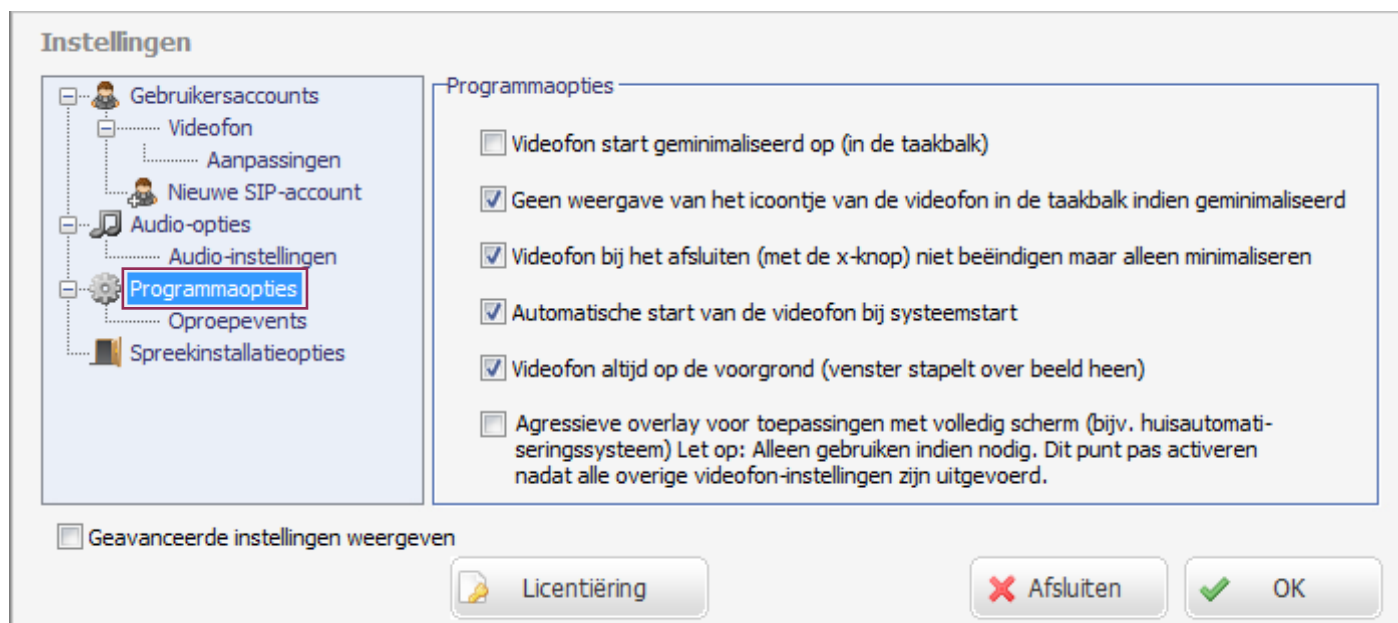 Instellingen
Gebruikersaccounts
Videofon
Aanpassingen
Nieuwe SIP-account
Audio-opties
Audio-instellingen
Programmaopties
Oproepevents
Spreekinstallatieopties
Programmaopties
Videofon start geminimaliseerd op (in de taakbalk)
Geen weergave van het icoontje van de videofon in de taakbalk indien geminimaliseerd
Videofon bij het afsluiten (met de x-knop) niet beëindigen maar alleen minimaliseren
Automatische start van de videofon bij systeemstart
Videofon altijd op de voorgrond (venster stapelt over beeld heen)
Agressieve overlay voor toepassingen met volledig scherm (bijv. huisautomati-
seringssysteem) Let op: Alleen gebruiken indien nodig. Dit punt pas activeren
nadat alle overige videofon-instellingen zijn uitgevoerd.
Geavanceerde instellingen weergeven
Licentiëring
Afsluiten
OK